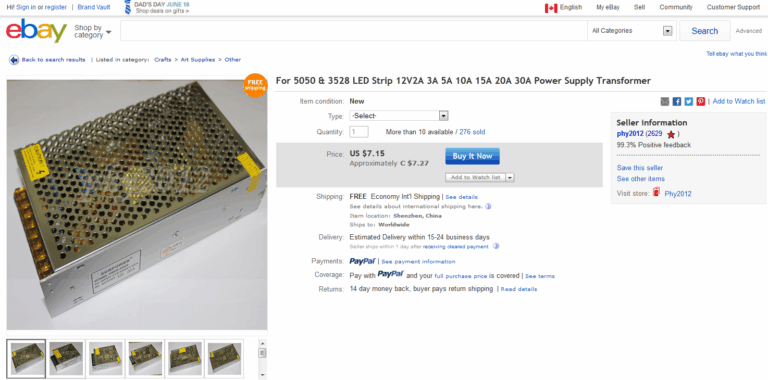 Hi! Sign in or register | Brand Vault
DAD'S DAY JUNE 16
Shop deals on gifts >
English My eBay Sell Community Customer Support
ebay
Shop by
category
All Categories
Search
Advanced
Tell ebay what you think
Back to search results | Listed in category: Crafts > Art Supplies > Other
FREE
shipping
For 5050 & 3528 LED Strip 12V2A 3A 5A 10A 15A 20A 30A Power Supply Transformer
Item condition: New
| Add to Watch list
Type: -Select-
Quantity: 1 More than 10 available / 276 sold
Price: US $7.15
Approximately C $7.27
Buy It Now
Add to Watch list
Shipping: FREE Economy Int'l Shipping | See details
See details about international shipping here.
Item location: Shenzhen, China
Ships to: Worldwide
Delivery: Estimated Delivery within 15-24 business days
Seller ships within 1 day after receiving cleared payment
Payments: PayPal | See payment information
Coverage: Pay with PayPal and your full purchase price is covered | See terms
Returns: 14 day money back, buyer pays return shipping | Read details
Seller information
phy2012 (2629 )
99.3% Positive feedback
Save this seller
See other items
Visit store: Phy2012